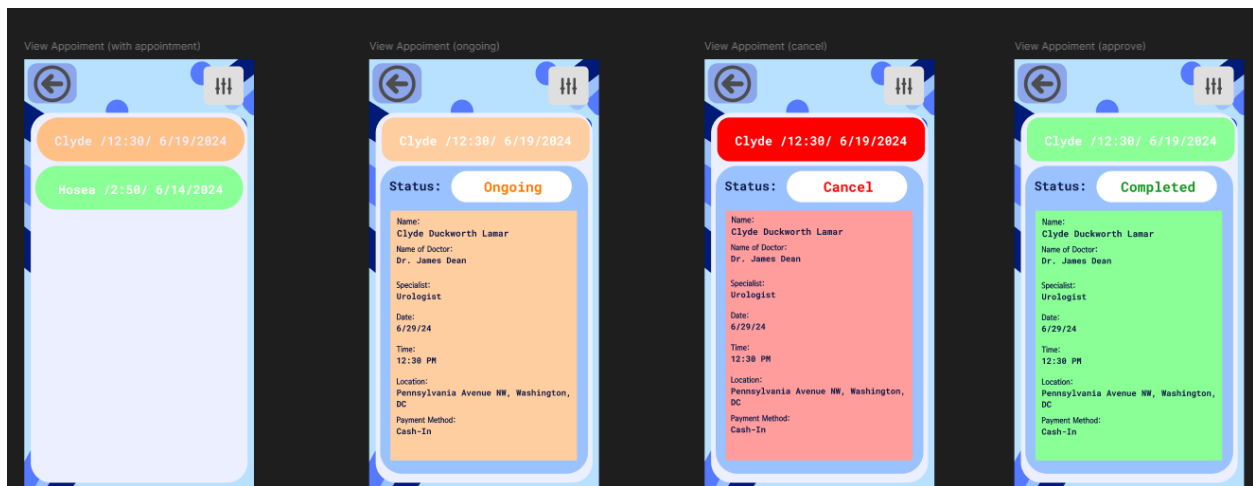 View Appoiment (with appointment)
Clyde /12:30/ 6/19/2024
Hosea /2:50/ 6/14/2024
View Appoiment (ongoing)
Clyde /12:30/ 6/19/2024
Status: Ongoing
Name:
Clyde Duckworth Lamar
Name of Doctor:
Dr. James Dean
Specialist:
Urologist
Date:
6/29/24
Time:
12:30 PM
Location:
Pennsylvania Avenue NW, Washington,
DC
Payment Method:
Cash-In
View Appoiment (cancel)
Clyde /12:30/ 6/19/2024
Status: Cancel
Name:
Clyde Duckworth Lamar
Name of Doctor:
Dr. James Dean
Specialist:
Urologist
Date:
6/29/24
Time:
12:30 PM
Location:
Pennsylvania Avenue NW, Washington,
DC
Payment Method:
Cash-In
View Appoiment (approve)
Clyde /12:30/ 6/19/2024
Status: Completed
Name:
Clyde Duckworth Lamar
Name of Doctor:
Dr. James Dean
Specialist:
Urologist
Date:
6/29/24
Time:
12:30 PM
Location:
Pennsylvania Avenue NW, Washington,
DC
Payment Method:
Cash-In